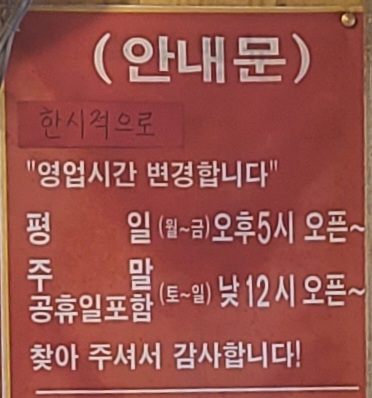 (안내문)
한시적으로
"영업시간 변경합니다"
평 일 (월~금) 오후5시 오픈~
주 말
공휴일포함 (토~일) 낮12시 오픈~
찾아 주셔서 감사합니다!